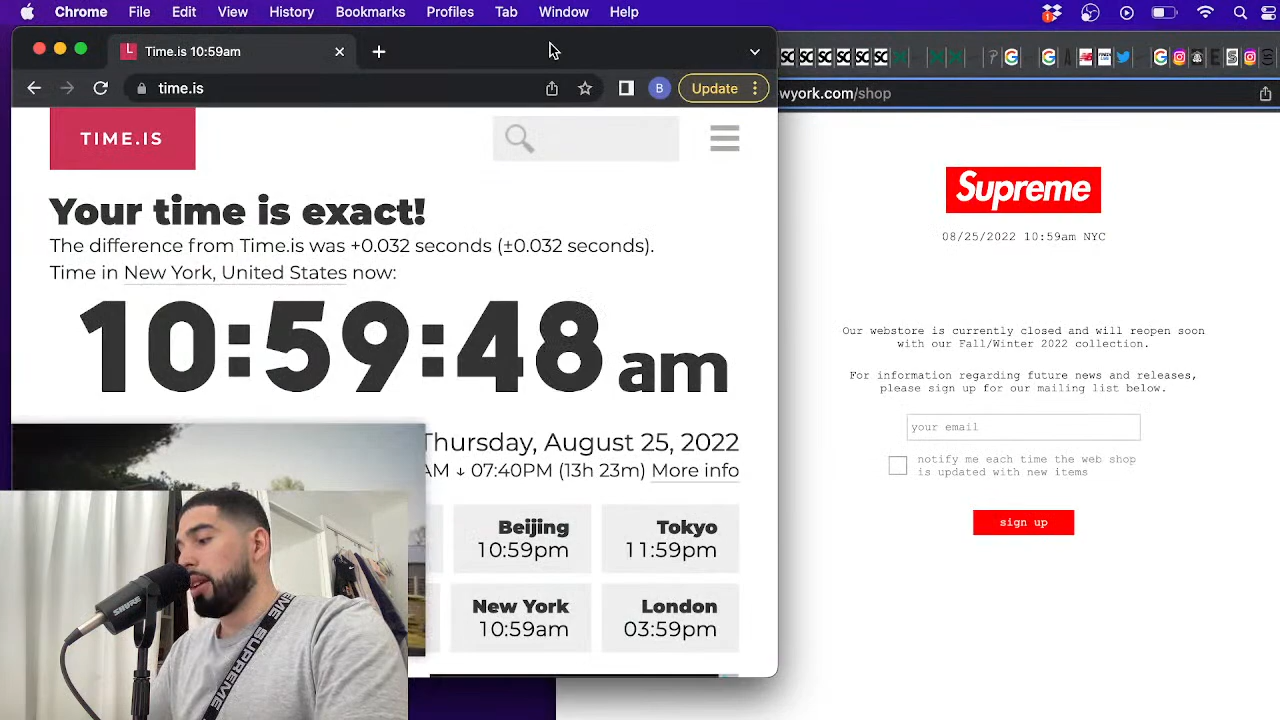 Chrome File Edit View History Bookmarks Profiles Tab Window Help
Time.is 10:59am
time.is
B
Update
TIME.IS
Your time is exact!
The difference from Time.is was +0.032 seconds (±0.032 seconds).
Time in New York, United States now:
10:59:48 am
Thursday, August 25, 2022
AM ↓ 07:40PM (13h 23m) More info
Beijing
10:59pm
Tokyo
11:59pm
New York
10:59am
London
03:59pm
SHURE
SUPREME
wyork.com/shop
Supreme
08/25/2022 10:59am NYC
Our webstore is currently closed and will reopen soon
with our Fall/Winter 2022 collection.
For information regarding future news and releases,
please sign up for our mailing list below.
your email
notify me each time the web shop
is updated with new items
sign up